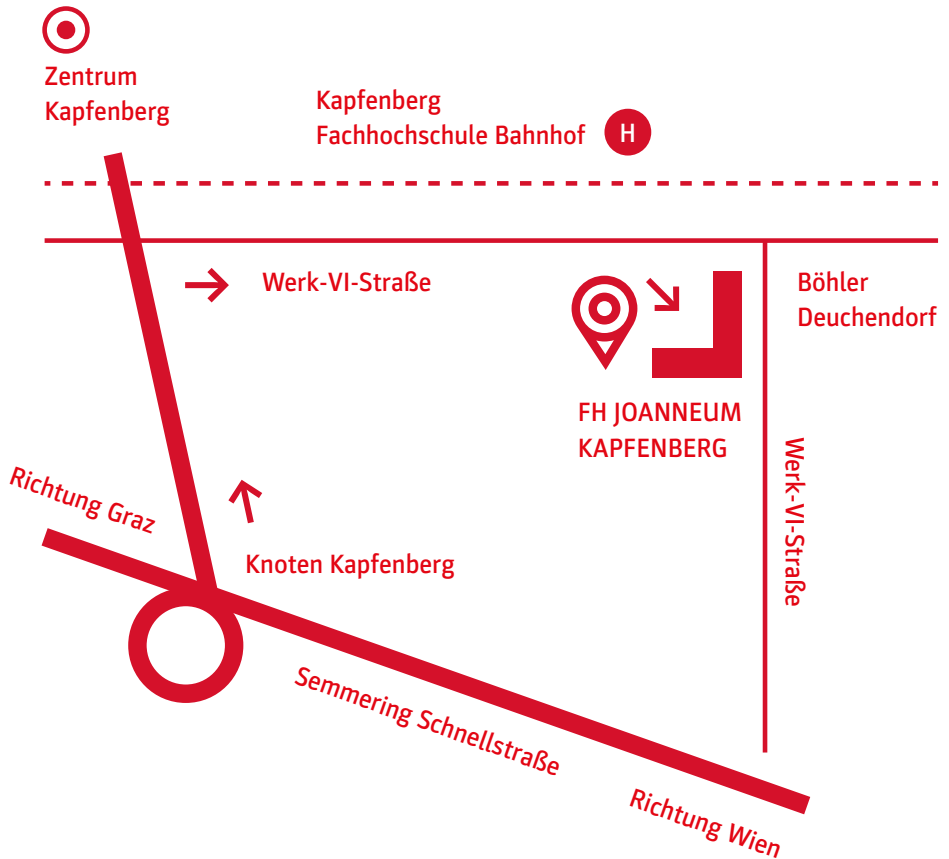 Zentrum
Kapfenberg
Kapfenberg
Fachhochschule Bahnhof
H
Werk-VI-Straße
Böhler
Deuchendorf
FH JOANNEUM
KAPFENBERG
Werk-VI-Straße
Richtung Graz
Knoten Kapfenberg
Semmering Schnellstraße
Richtung Wien